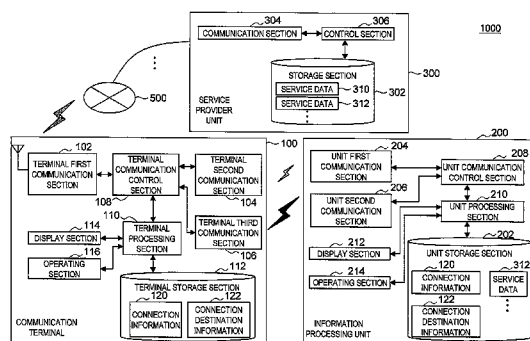 304
306
1000
COMMUNICATION SECTION
CONTROL SECTION
STORAGE SECTION
SERVICE DATA
310
302
SERVICE DATA
312
300
500
SERVICE PROVIDER UNIT
100
102
TERMINAL FIRST COMMUNICATION SECTION
TERMINAL COMMUNICATION CONTROL SECTION
TERMINAL SECOND COMMUNICATION SECTION
108
104
110
TERMINAL PROCESSING SECTION
TERMINAL THIRD COMMUNICATION SECTION
106
114
DISPLAY SECTION
116
OPERATING SECTION
112
TERMINAL STORAGE SECTION
120
122
CONNECTION INFORMATION
CONNECTION DESTINATION INFORMATION
COMMUNICATION TERMINAL
200
204
208
UNIT FIRST COMMUNICATION SECTION
UNIT COMMUNICATION CONTROL SECTION
206
210
UNIT SECOND COMMUNICATION SECTION
UNIT PROCESSING SECTION
212
202
DISPLAY SECTION
UNIT STORAGE SECTION
214
120
312
OPERATING SECTION
CONNECTION INFORMATION
SERVICE DATA
122
CONNECTION DESTINATION INFORMATION
INFORMATION PROCESSING UNIT